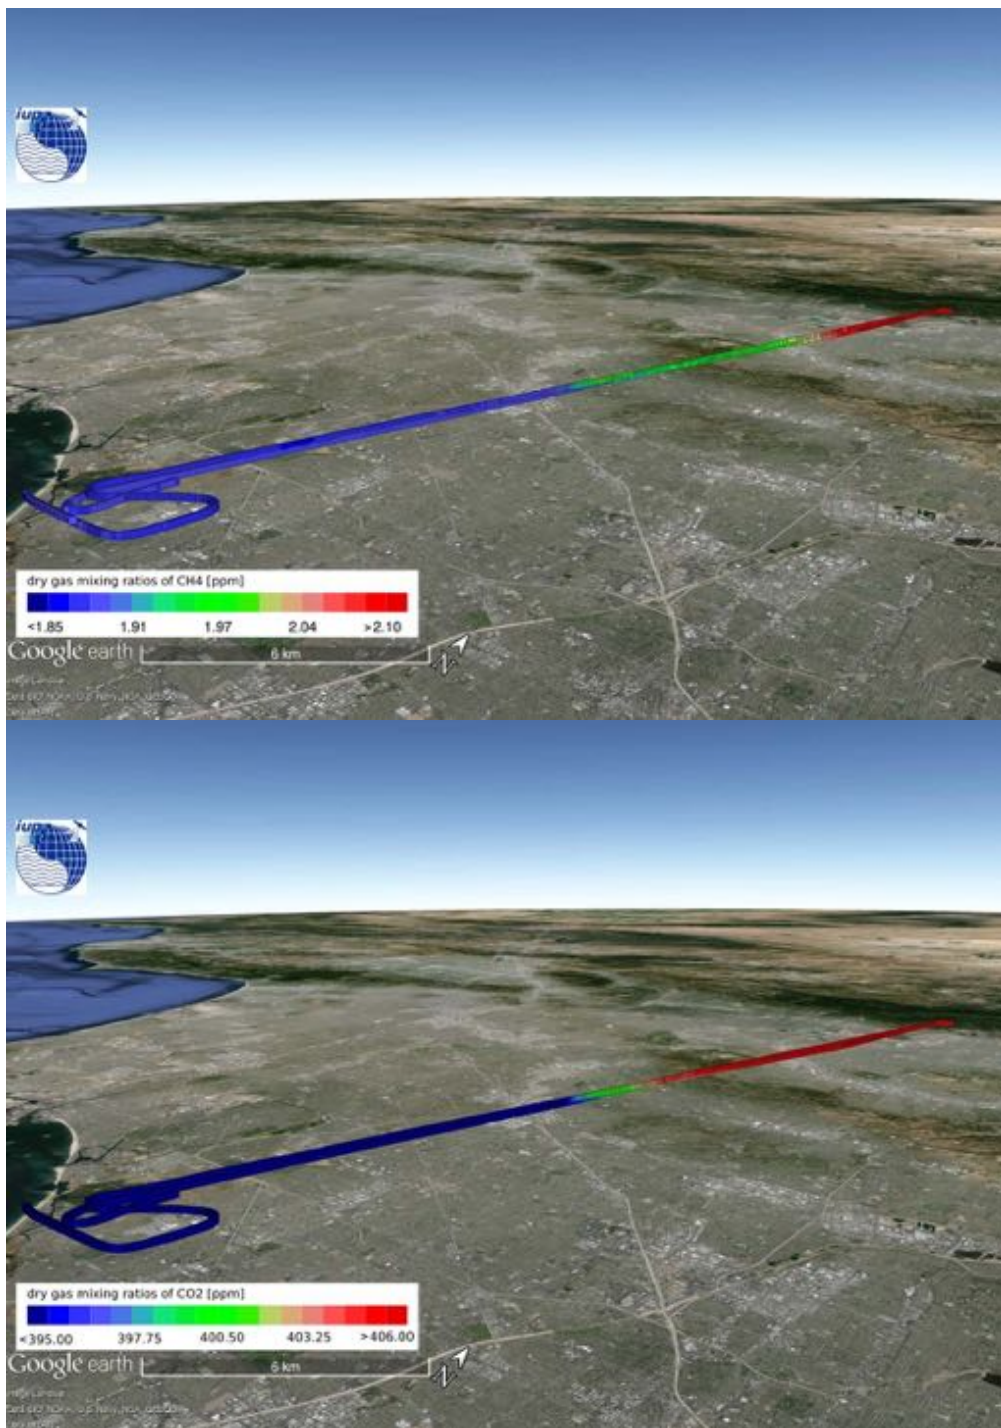 iup
dry gas mixing ratios of CH4 [ppm]
<1.85 1.91 1.97 2.04 >2.10
Google earth
6 km
N
iup
dry gas mixing ratios of CO2 [ppm]
<395.00 397.75 400.50 403.25 >406.00
Google earth
6 km
N